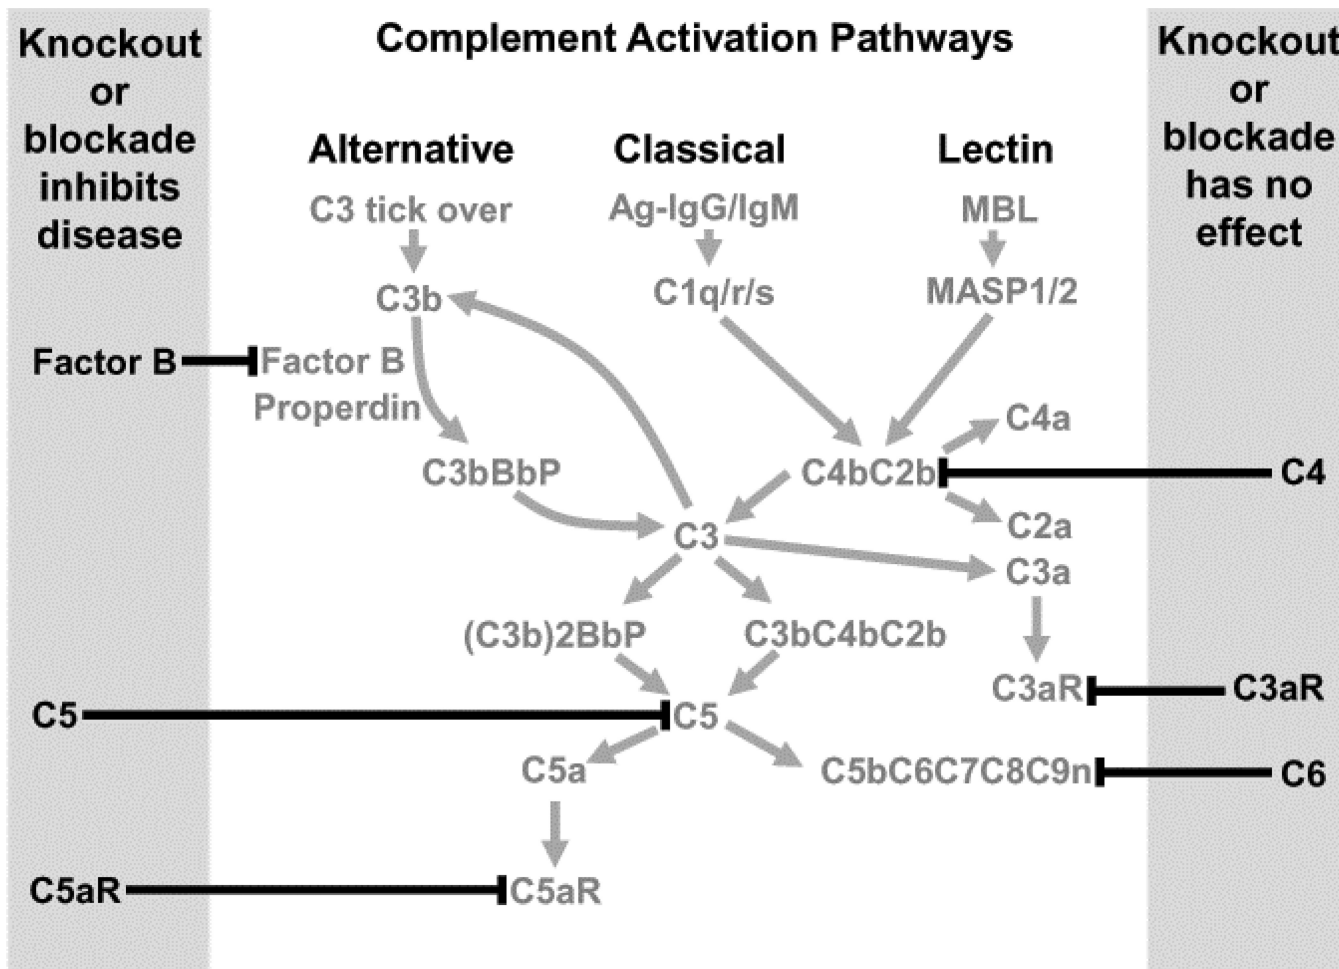 Knockout
or
blockade
inhibits
disease
Complement Activation Pathways
Knockout
or
blockade
has no
effect
Alternative
Classical
Lectin
C3 tick over
Ag-IgG/IgM
MBL
C3b
C1q/r/s
MASP1/2
Factor B
Factor B
Properdin
C4a
C3bBbP
C4bC2b
C4
C2a
C3
C3a
(C3b)2BbP
C3bC4bC2b
C3aR
C3aR
C5
C5
C5a
C5bC6C7C8C9n
C6
C5aR
C5aR